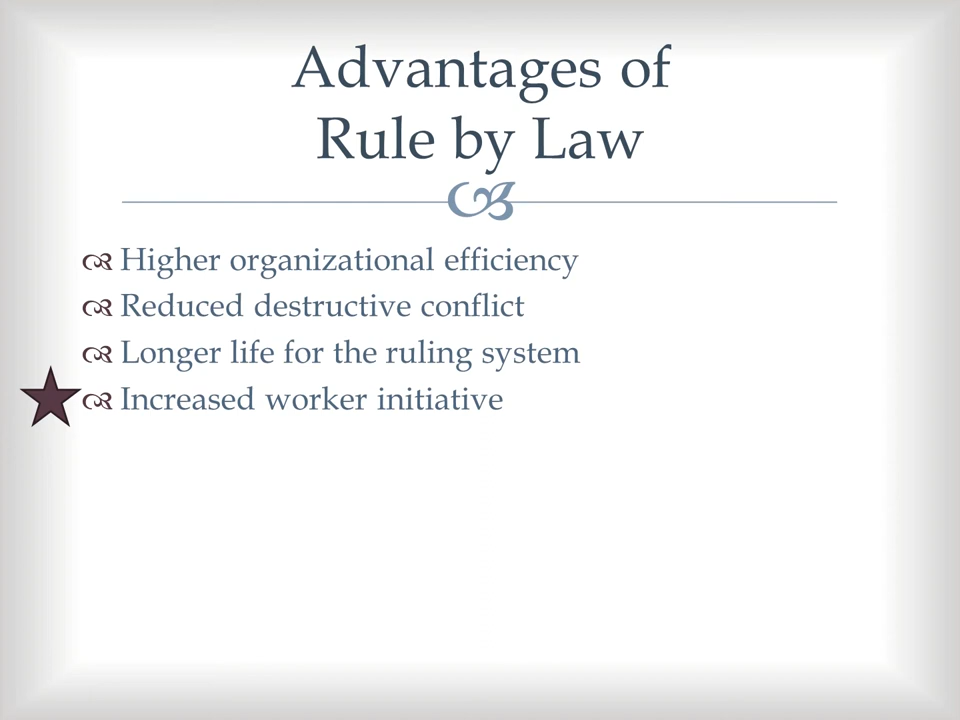 Advantages of
Rule by Law
Higher organizational efficiency
Reduced destructive conflict
Longer life for the ruling system
Increased worker initiative